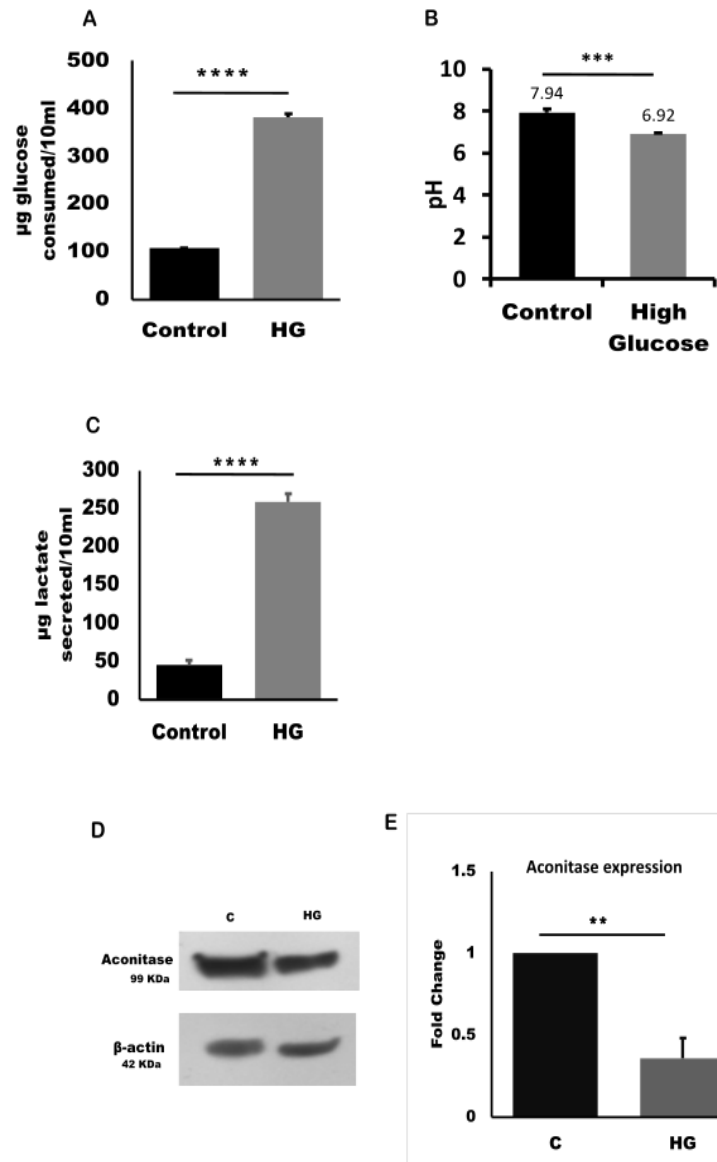 A
500
400
300
200
100
0
µg glucose
consumed/10ml
****
Control HG
B
10
8
6
4
2
0
pH
***
7.94
6.92
Control High
Glucose
C
300
250
200
150
100
50
0
µg lactate
secreted/10ml
****
Control HG
D
C HG
Aconitase
99 KDa
β-actin
42 KDa
E
Aconitase expression
1.5
1
0.5
0
Fold Change
**
C HG